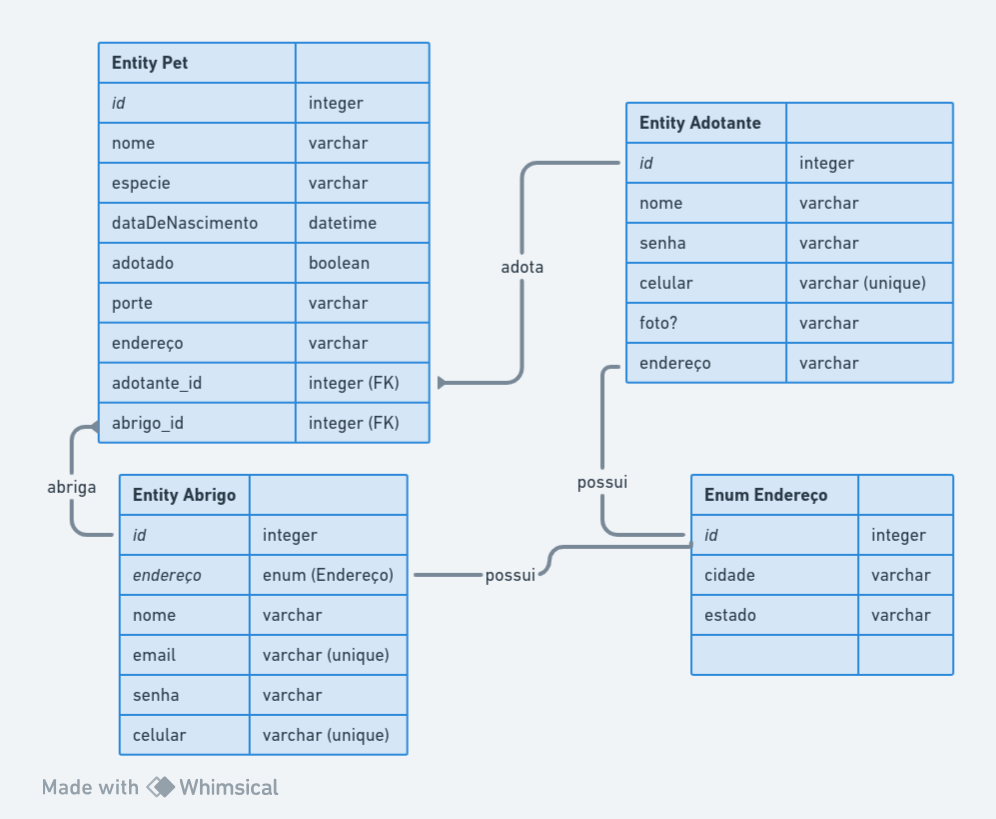 Entity Pet
id integer
nome varchar
especie varchar
dataDeNascimento datetime
adotado boolean
porte varchar
endereço varchar
adotante_id integer (FK)
abrigo_id integer (FK)
adota
Entity Adotante
id integer
nome varchar
senha varchar
celular varchar (unique)
foto? varchar
endereço varchar
abriga
possui
Entity Abrigo
id integer
endereço enum (Endereço)
nome varchar
email varchar (unique)
senha varchar
celular varchar (unique)
possui
Enum Endereço
id integer
cidade varchar
estado varchar
Made with Whimsical